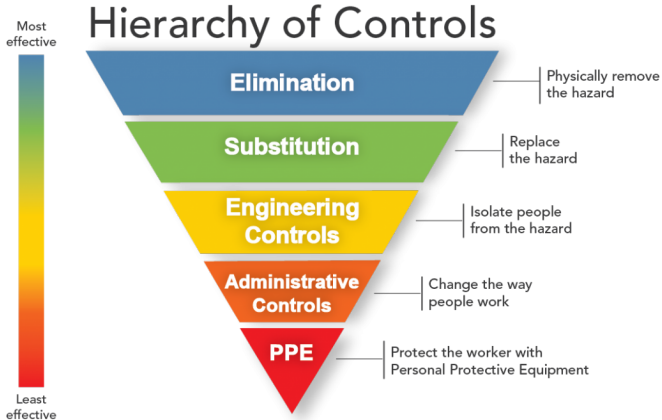 Hierarchy of Controls
Most
effective
Elimination
Physically remove
the hazard
Substitution
Replace
the hazard
Engineering
Controls
Isolate people
from the hazard
Administrative
Controls
Change the way
people work
PPE
Protect the worker with
Personal Protective Equipment
Least
effective